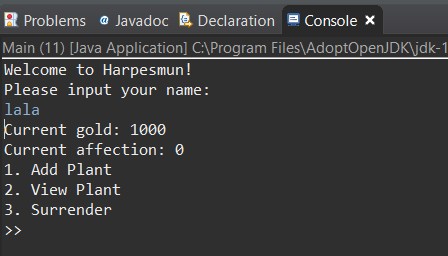 Problems Javadoc Declaration Console
Main (11) [Java Application] C:\Program Files\AdoptOpenJDK\jdk-1
Welcome to Harpesmun!
Please input your name:
lala
Current gold: 1000
Current affection: 0
1. Add Plant
2. View Plant
3. Surrender
>>